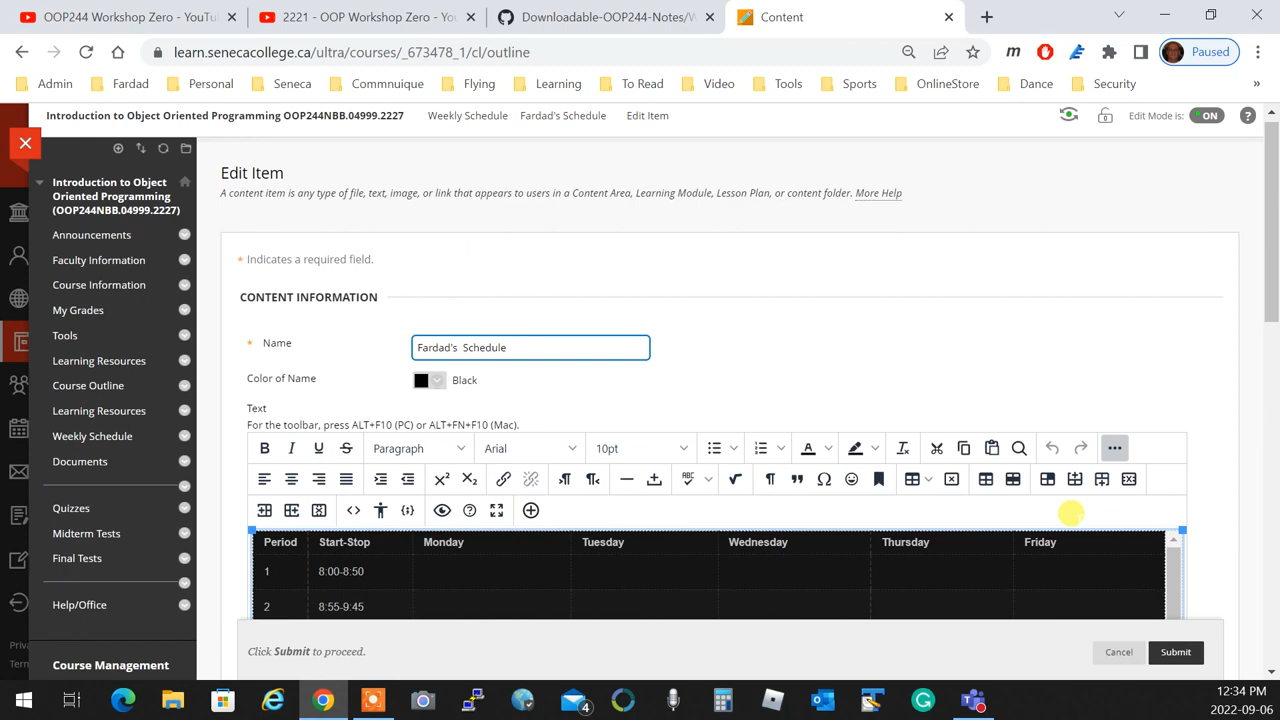 OOP244 Workshop Zero - YouTu
2221 - OOP Workshop Zero - You
Downloadable-OOP244-Notes/W
Content
learn.senecacollege.ca/ultra/courses/_673478_1/cl/outline
Paused
Admin
Fardad
Personal
Seneca
Commnuique
Flying
Learning
To Read
Video
Tools
Sports
OnlineStore
Dance
Security
Introduction to Object Oriented Programming OOP244NBB.04999.2227
Weekly Schedule
Fardad's Schedule
Edit Item
Edit Mode is:
ON
Introduction to Object
Oriented Programming
(OOP244NBB.04999.2227)
Announcements
Faculty Information
Course Information
My Grades
Tools
Learning Resources
Course Outline
Learning Resources
Weekly Schedule
Documents
Quizzes
Midterm Tests
Final Tests
Help/Office
Course Management
Priva
Term
Edit Item
A content item is any type of file, text, image, or link that appears to users in a Content Area, Learning Module, Lesson Plan, or content folder. More Help
* Indicates a required field.
CONTENT INFORMATION
* Name
Fardad's  Schedule
Color of Name
Black
Text
For the toolbar, press ALT+F10 (PC) or ALT+FN+F10 (Mac).
B I U S Paragraph Arial 10pt
Period Start-Stop Monday Tuesday Wednesday Thursday Friday
1 8:00-8:50
2 8:55-9:45
Click Submit to proceed.
Cancel
Submit
4
12:34 PM
2022-09-06